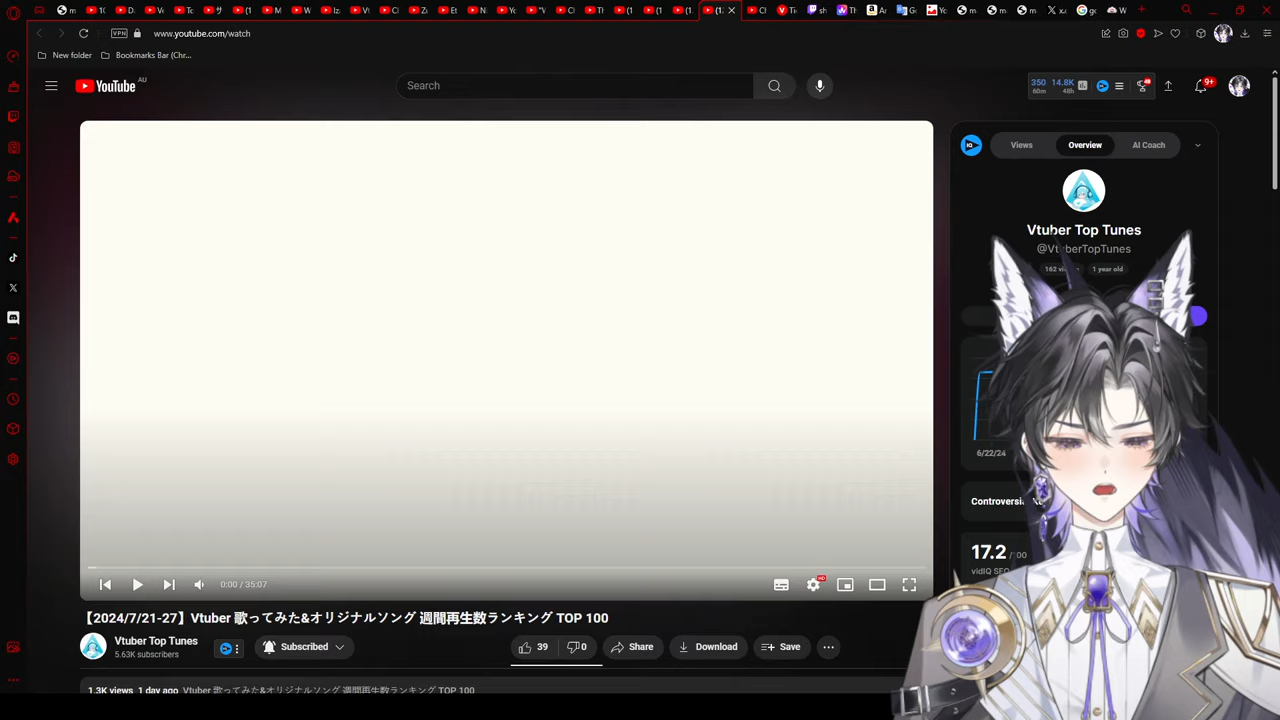 VPN
www.youtube.com/watch
New folder
Bookmarks Bar (Chr...
YouTube
AU
Search
350
60m
14.8K
48h
9+
Views
Overview
AI Coach
Vtuber Top Tunes
@VtuberTopTunes
1 year old
6/22/24
17.2
/100
0:00 / 35:07
HD
【2024/7/21-27】Vtuber 歌ってみた&オリジナルソング 週間再生数ランキング TOP 100
Vtuber Top Tunes
5.63K subscribers
Subscribed
39
0
Share
Download
Save
1.3K views 1 day ago Vtuber 歌ってみた&オリジナルソング 週間再生数ランキング TOP 100